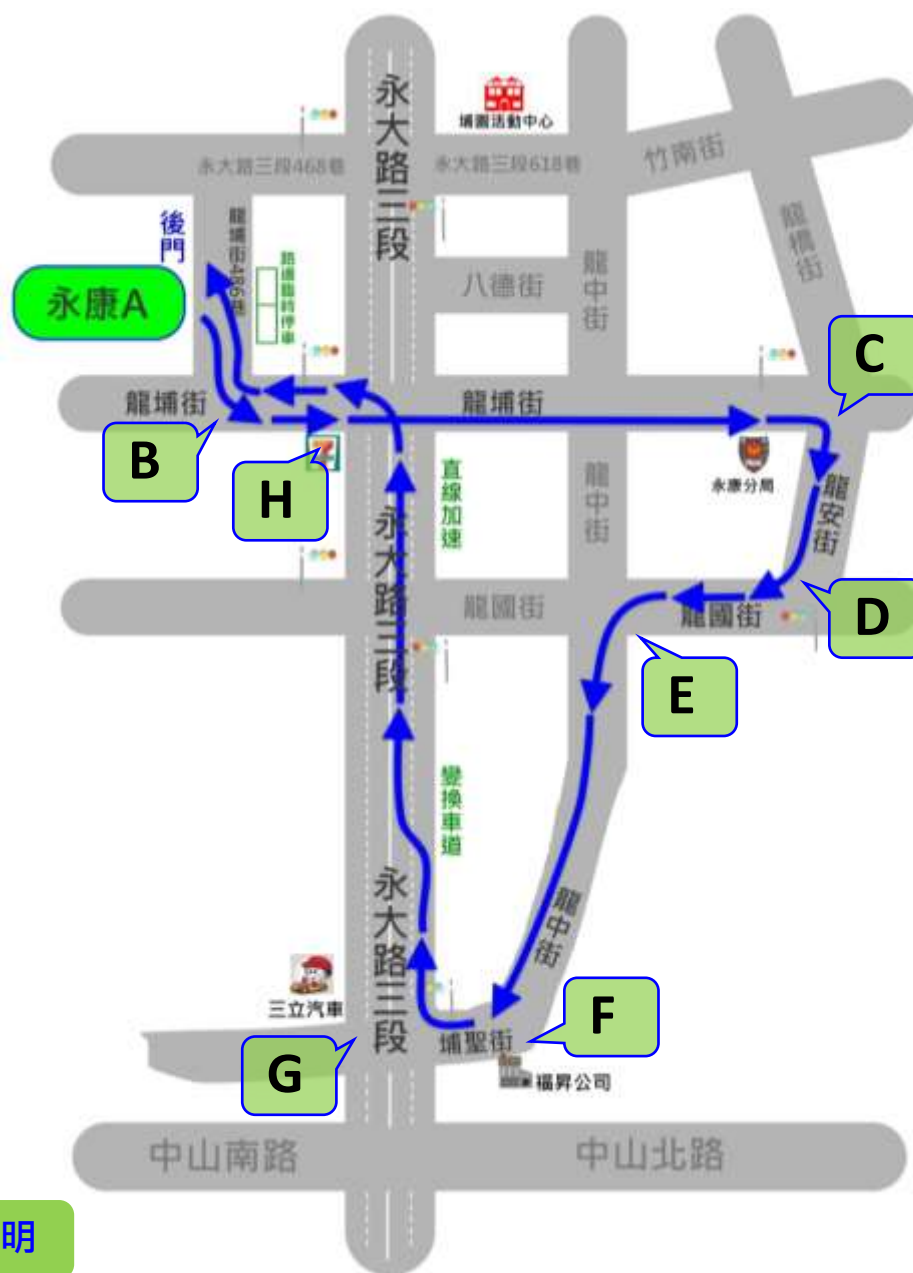 永大路三段
埔園活動中心
永大路三段468巷
永大路三段618巷
竹南街
後門
龍埔街486巷
路邊臨時停車
永康A
八德街
龍中街
龍橋街
C
龍埔街
龍埔街
B
H
永康分局
直線加速
龍中街
龍安街
永大路三段
龍國街
龍國街
D
E
變換車道
永大路三段
龍中街
三立汽車
埔聖街
F
G
福昇公司
中山南路
中山北路
明